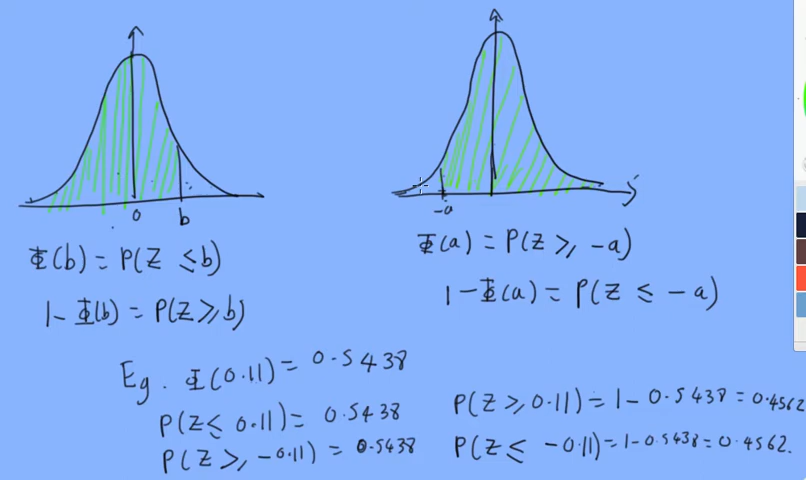 0 b
-a
Φ(b) = P(Z ≤ b)
1 - Φ(b) = P(Z ≥ b)
Φ(a) = P(Z ≥, -a)
1 - Φ(a) = P(Z ≤ -a)
Eg. Φ(0.11) = 0.5438
P(Z ≤ 0.11) = 0.5438
P(Z ≥, -0.11) = 0.5438
P(Z ≥, 0.11) = 1 - 0.5438 = 0.4562
P(Z ≤ -0.11) = 1 - 0.5438 = 0.4562.